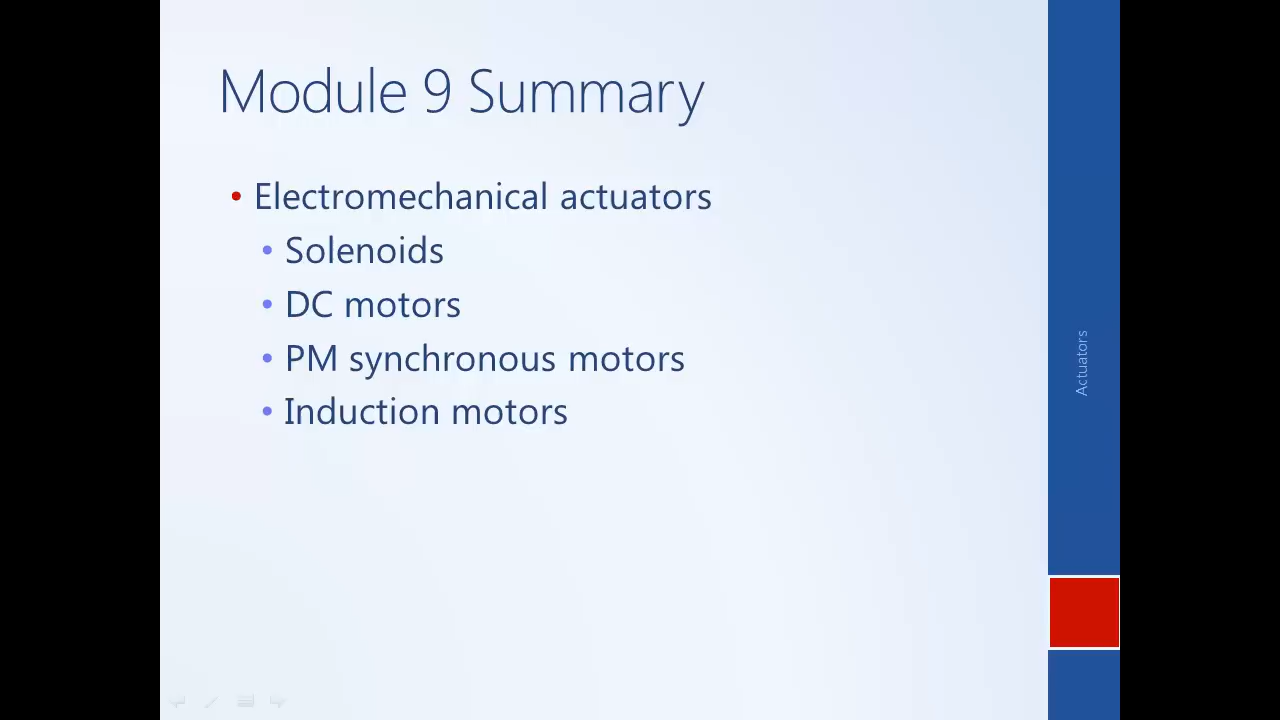 Module 9 Summary
• Electromechanical actuators
• Solenoids
• DC motors
• PM synchronous motors
• Induction motors
Actuators